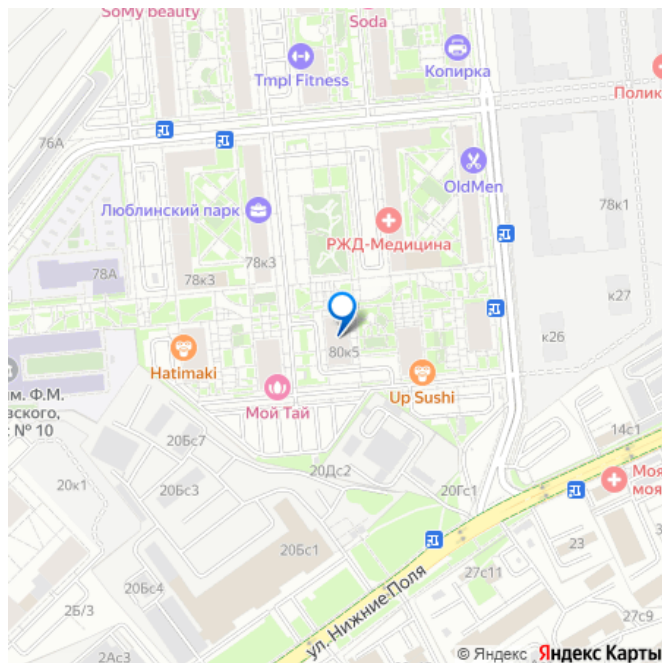 SoMy beauty
Soda
Копирка
Tmpl Fitness
Полик
76А
OldMen
Люблинский парк
78к1
РЖД-Медицина
78к3
78А
78к3
к27
к26
80к5
Hatimaki
Up Sushi
Мой Тай
им. Ф.М.
вского,
№ 10
20Бс7
14с1
20к1
20Бс3
20Дс2
20Гс1
Моя
моя
20Бс1
23
27с11
20Бс4
2Б/3
ул. Нижние Поля
27с9
2Ас3
© Яндекс Яндекс Карты